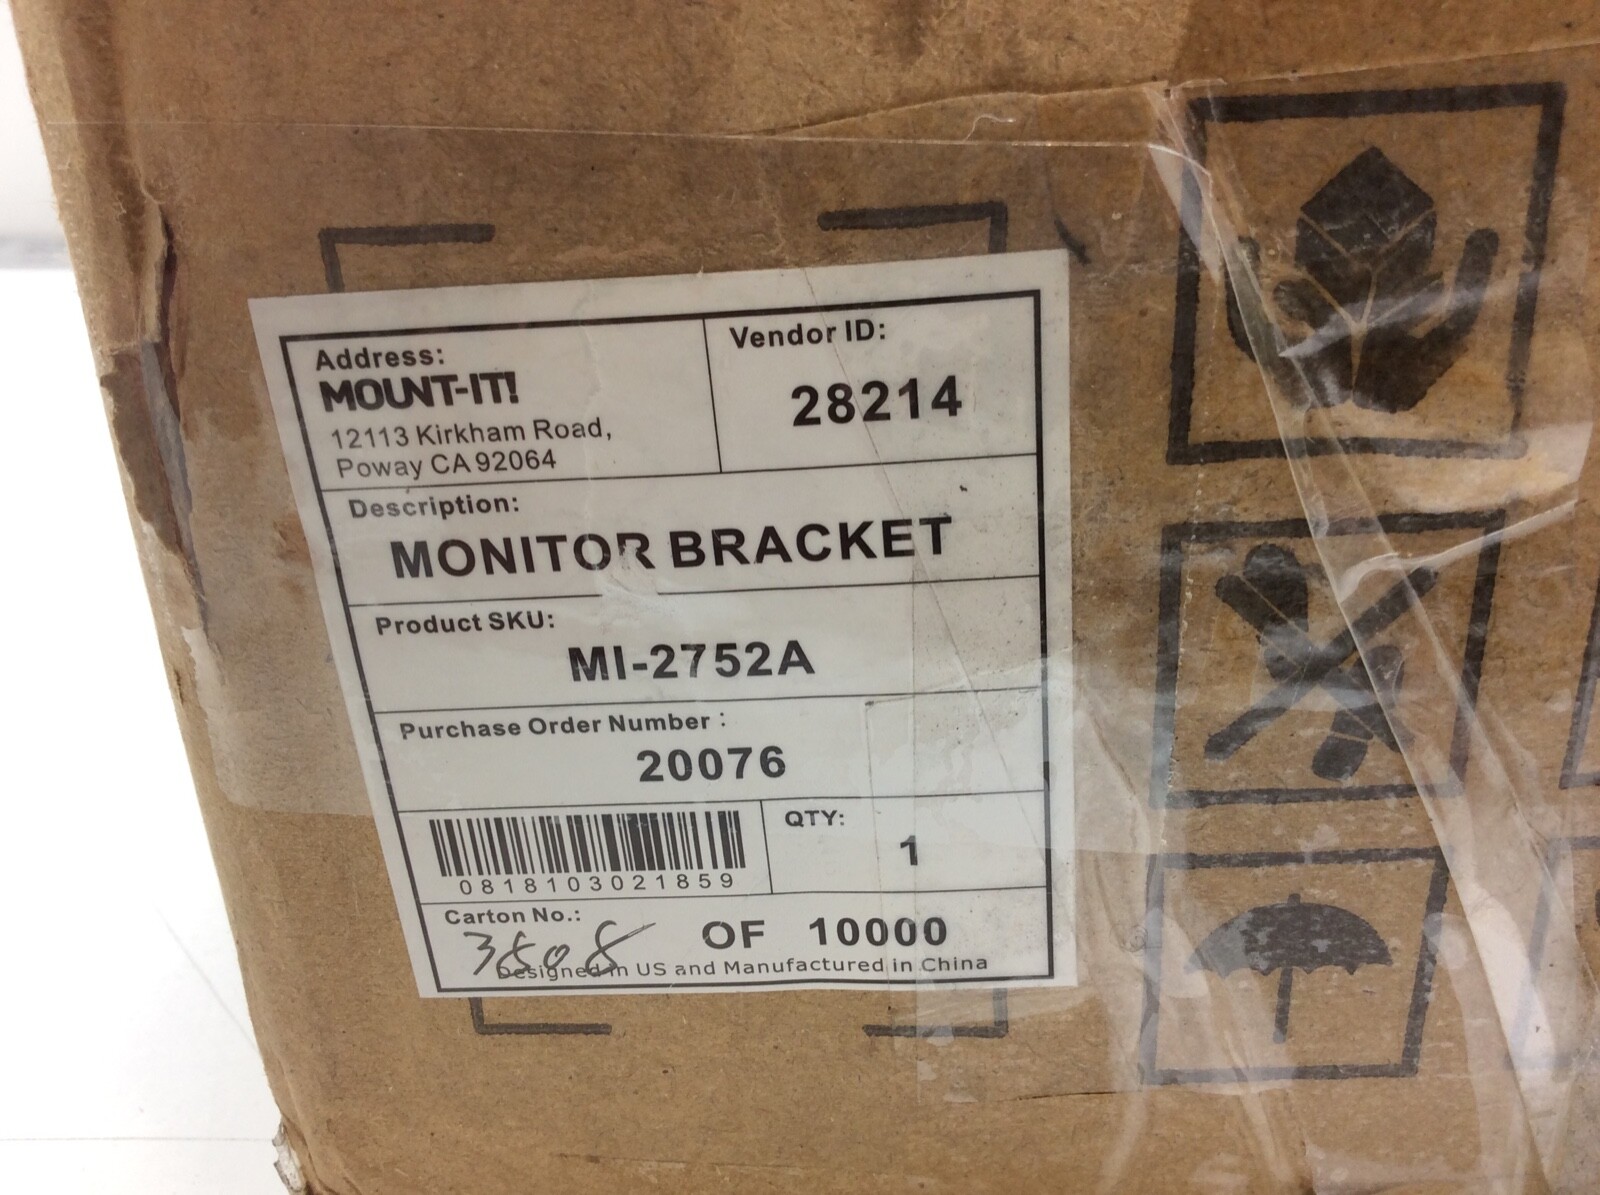 Address:
MOUNT-IT!
12113 Kirkham Road,
Poway CA 92064
Vendor ID:
28214
Description:
MONITOR BRACKET
Product SKU:
MI-2752A
Purchase Order Number :
20076
0818103021859
QTY:
1
Carton No.:
3808 OF 10000
Designed in US and Manufactured in China